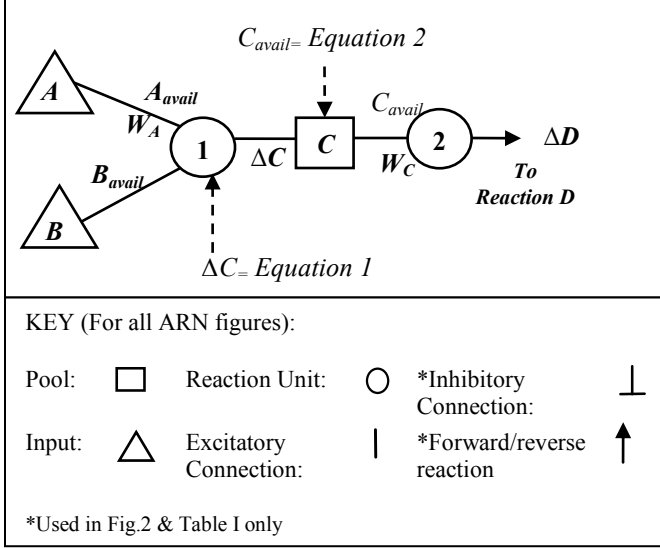 C_avail= Equation 2
A
A_avail
W_A
C_avail
1
C
2
ΔD
ΔC
W_C
To
Reaction D
B_avail
B
ΔC= Equation 1
KEY (For all ARN figures):
Pool: Reaction Unit: *Inhibitory
Connection:
Input: Excitatory *Forward/reverse
Connection: reaction
*Used in Fig.2 & Table I only